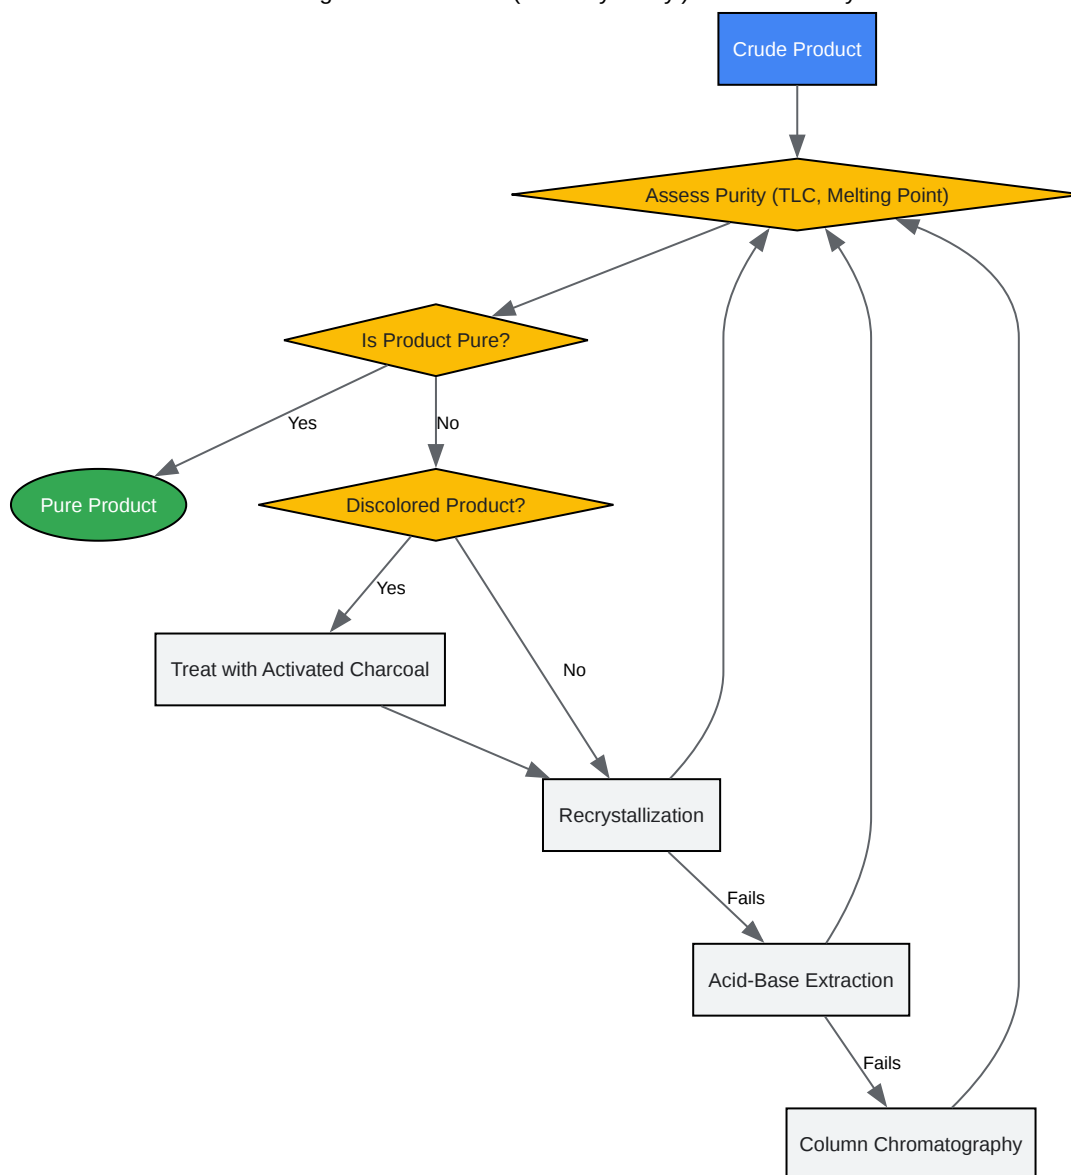 Crude Product
Assess Purity (TLC, Melting Point)
Is Product Pure?
Yes
No
Pure Product
Discolored Product?
Yes
Treat with Activated Charcoal
No
Recrystallization
Fails
Acid-Base Extraction
Fails
Column Chromatography